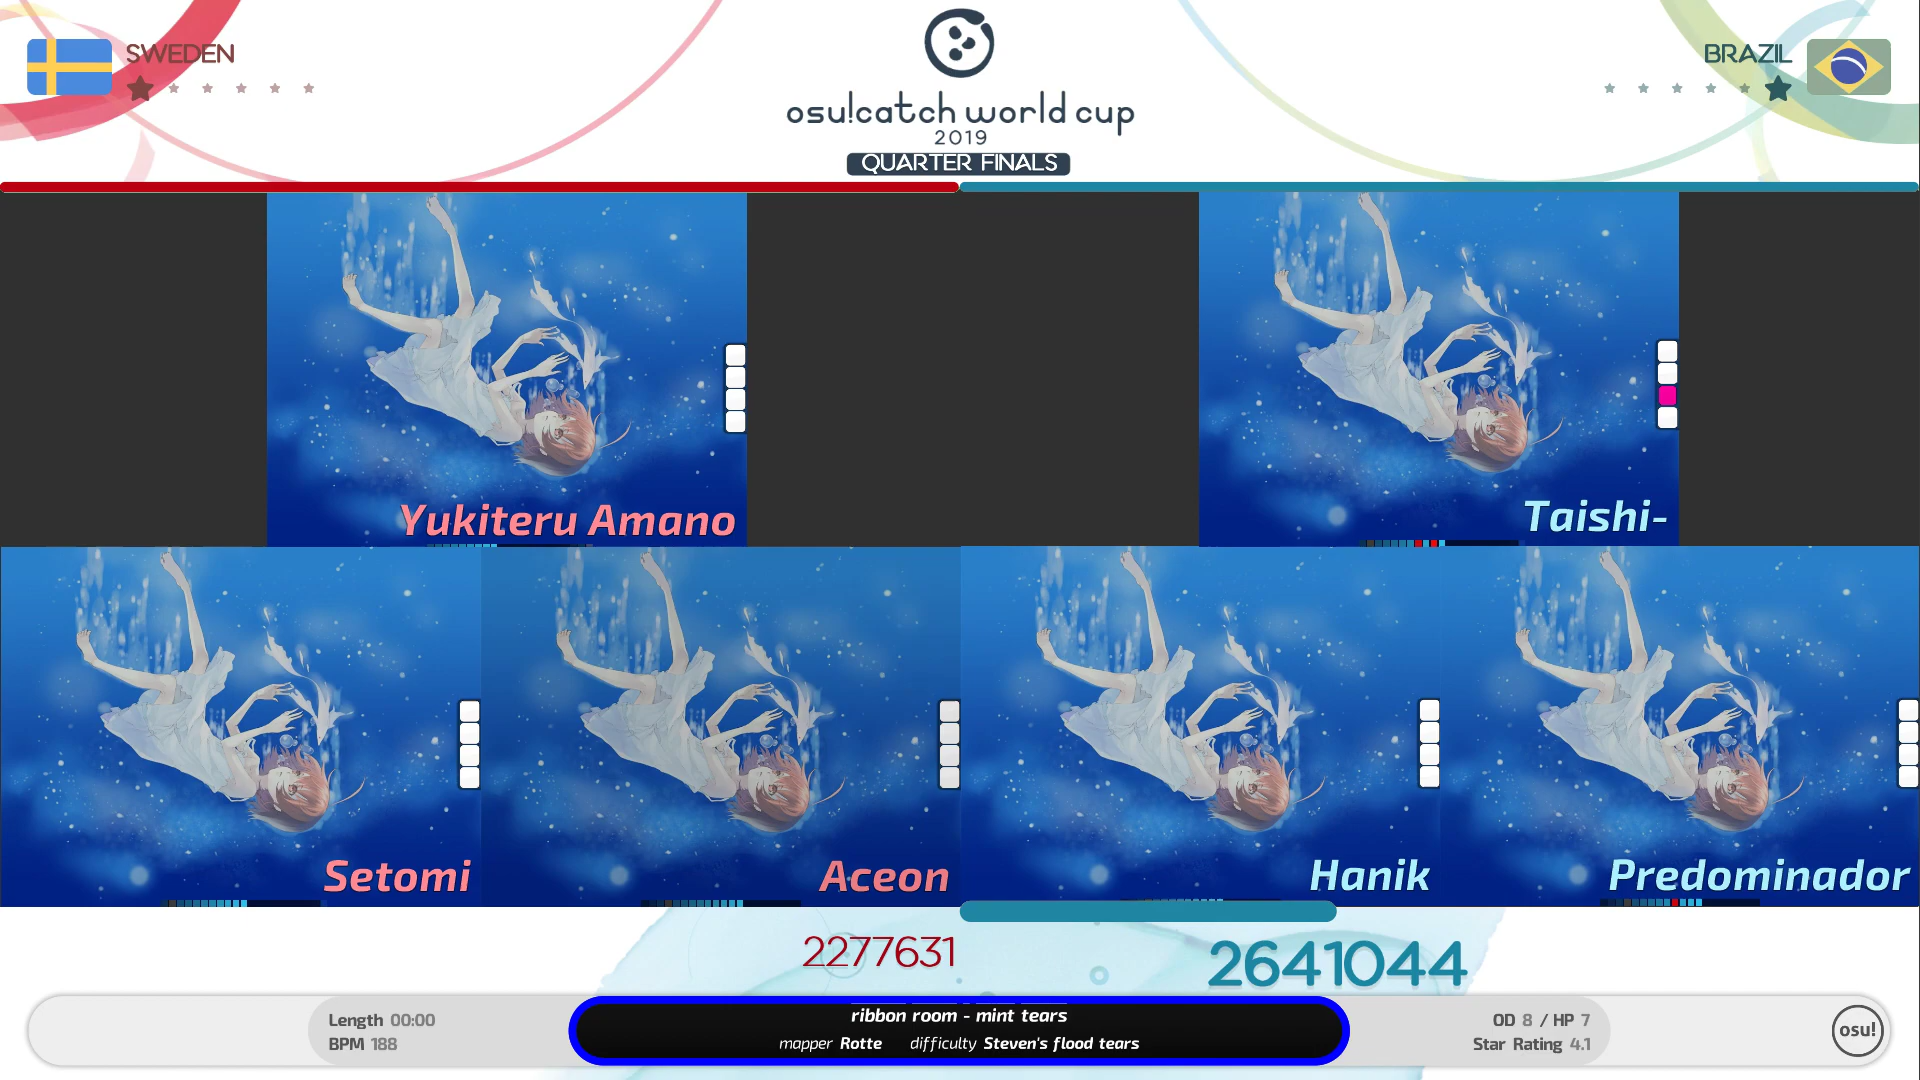 SWEDEN
BRAZIL
osu!catch world cup
2019
QUARTER FINALS
Yukiteru Amano
Taishi-
Setomi
Aceon
Hanik
Predominador
2277631
2641044
Length 00:00
BPM 188
ribbon room - mint tears
mapper Rotte difficulty Steven's flood tears
OD 8 / HP 7
Star Rating 4.1
osu!